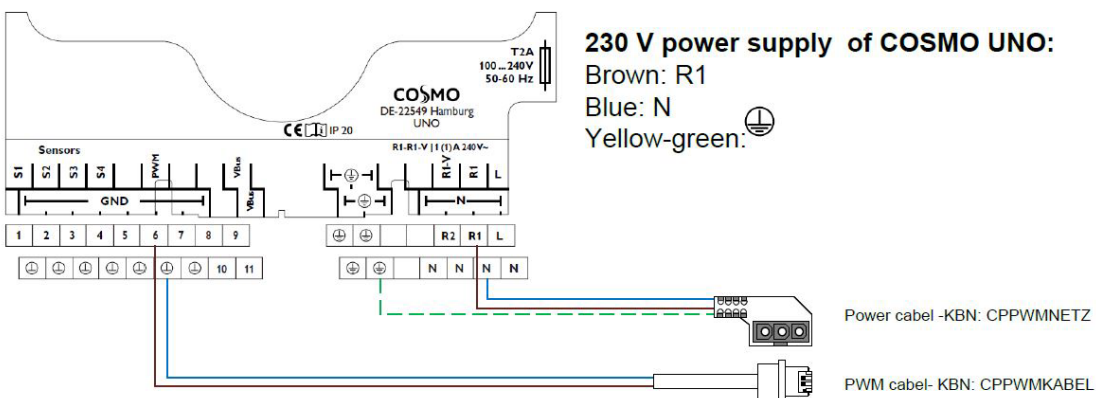 T2A
100 ... 240V
50-60 Hz
COSMO
DE-22549 Hamburg
UNO
CE IP 20
230 V power supply of COSMO UNO:
Brown: R1
Blue: N
Yellow-green:
Sensors
R1-R1-V | 1 (1) A 240V~
S1 S2 S3 S4 PWM VBus R1-V R1 L
GND VBus N
1 2 3 4 5 6 7 8 9 R2 R1 L
10 11 N N N N
Power cabel -KBN: CPPWMNETZ
PWM cabel- KBN: CPPWMKABEL